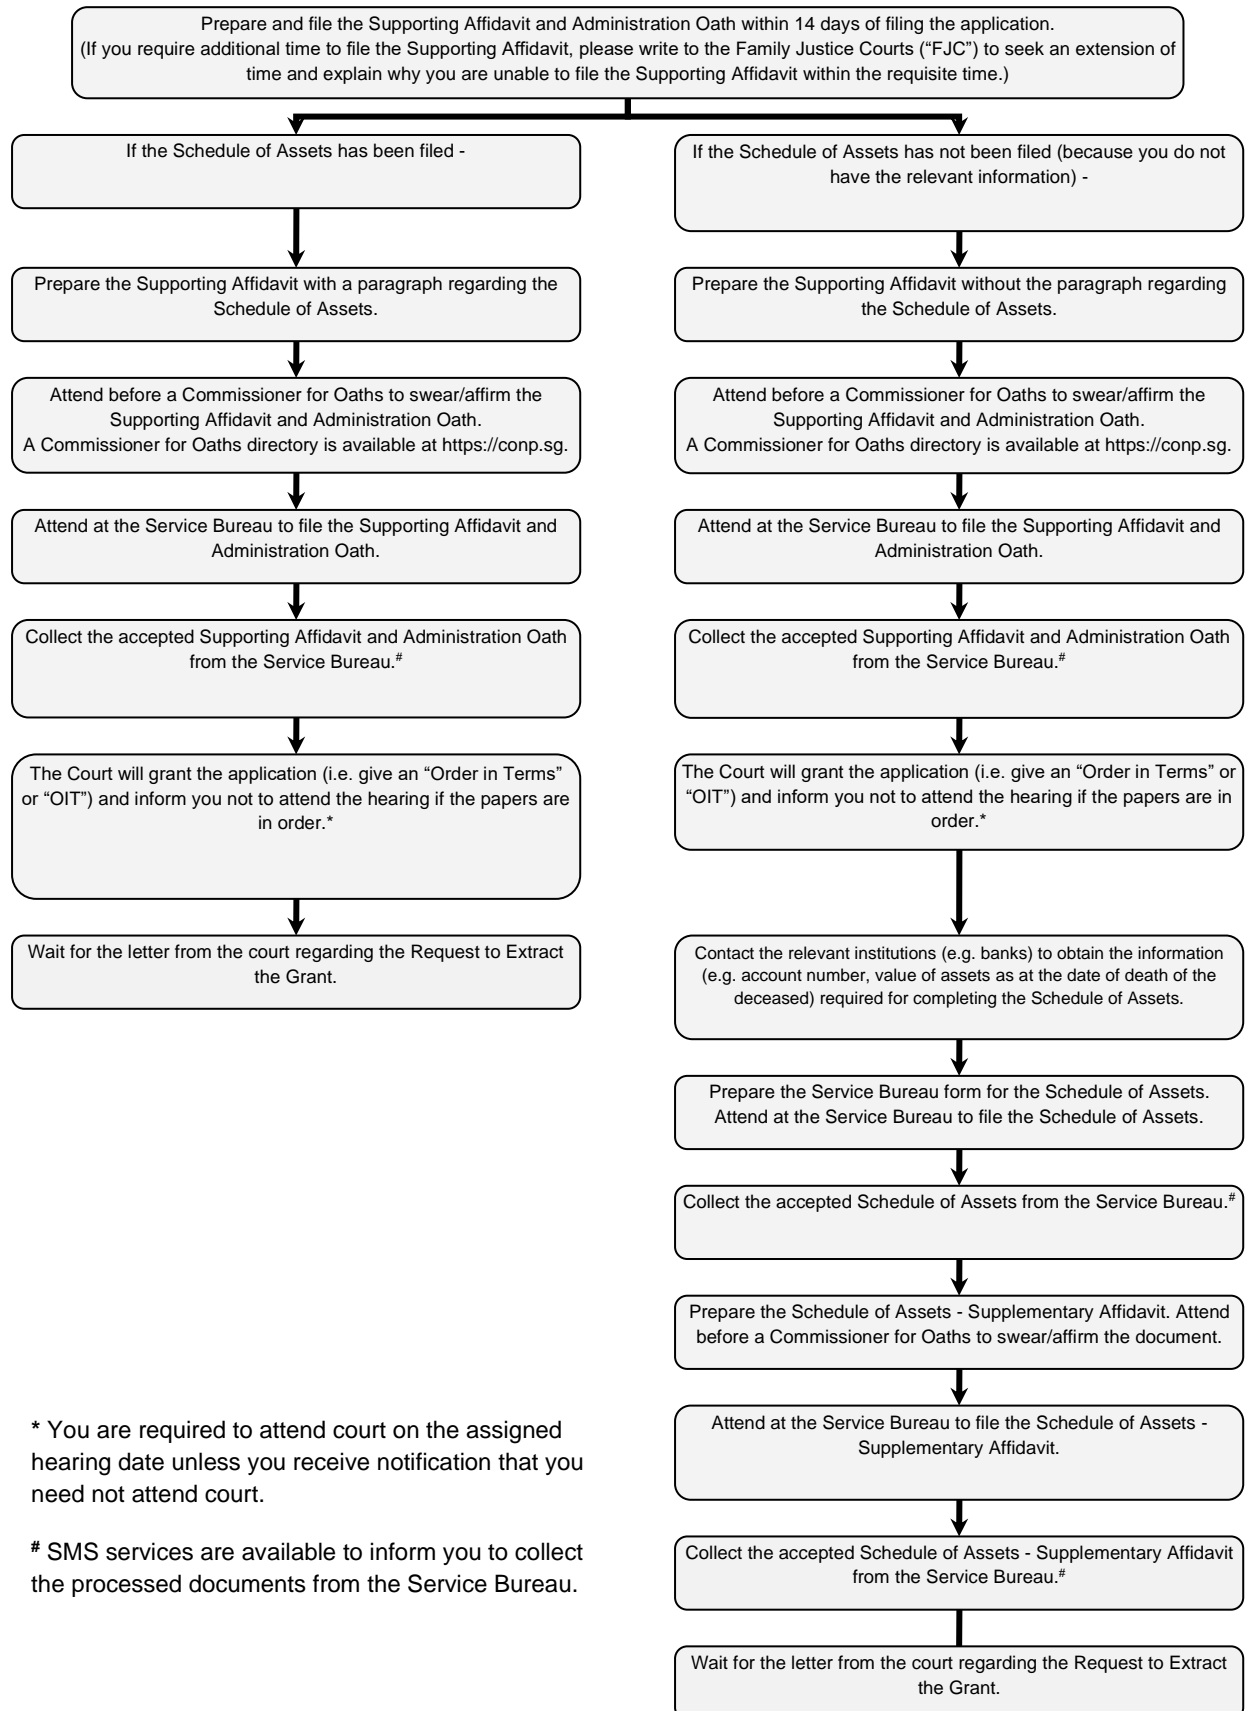 Prepare and file the Supporting Affidavit and Administration Oath within 14 days of filing the application.
(If you require additional time to file the Supporting Affidavit, please write to the Family Justice Courts (“FJC”) to seek an extension of
time and explain why you are unable to file the Supporting Affidavit within the requisite time.)
If the Schedule of Assets has been filed -
Prepare the Supporting Affidavit with a paragraph regarding the
Schedule of Assets.
Attend before a Commissioner for Oaths to swear/affirm the
Supporting Affidavit and Administration Oath.
A Commissioner for Oaths directory is available at https://conp.sg.
Attend at the Service Bureau to file the Supporting Affidavit and
Administration Oath.
Collect the accepted Supporting Affidavit and Administration Oath
from the Service Bureau.#
The Court will grant the application (i.e. give an “Order in Terms”
or “OIT”) and inform you not to attend the hearing if the papers are
in order.*
Wait for the letter from the court regarding the Request to Extract
the Grant.
If the Schedule of Assets has not been filed (because you do not
have the relevant information) -
Prepare the Supporting Affidavit without the paragraph regarding
the Schedule of Assets.
Attend before a Commissioner for Oaths to swear/affirm the
Supporting Affidavit and Administration Oath.
A Commissioner for Oaths directory is available at https://conp.sg.
Attend at the Service Bureau to file the Supporting Affidavit and
Administration Oath.
Collect the accepted Supporting Affidavit and Administration Oath
from the Service Bureau.#
The Court will grant the application (i.e. give an “Order in Terms” or
“OIT”) and inform you not to attend the hearing if the papers are in
order.*
Contact the relevant institutions (e.g. banks) to obtain the information
(e.g. account number, value of assets as at the date of death of the
deceased) required for completing the Schedule of Assets.
Prepare the Service Bureau form for the Schedule of Assets.
Attend at the Service Bureau to file the Schedule of Assets.
Collect the accepted Schedule of Assets from the Service Bureau.#
Prepare the Schedule of Assets - Supplementary Affidavit. Attend
before a Commissioner for Oaths to swear/affirm the document.
Attend at the Service Bureau to file the Schedule of Assets -
Supplementary Affidavit.
Collect the accepted Schedule of Assets - Supplementary Affidavit
from the Service Bureau.#
Wait for the letter from the court regarding the Request to Extract
the Grant.
* You are required to attend court on the assigned
hearing date unless you receive notification that you
need not attend court.
# SMS services are available to inform you to collect
the processed documents from the Service Bureau.